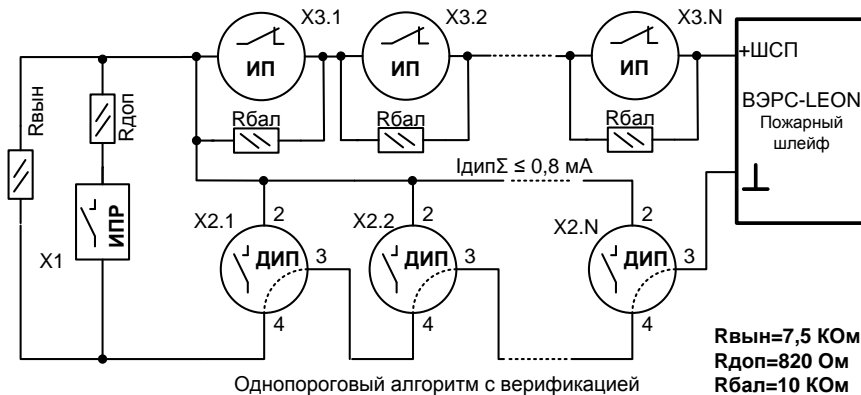 X3.1
X3.2
X3.N
ИП
ИП
ИП
+ШСП
Rвын
Rдоп
Rбал
Rбал
Rбал
ВЭРС-LEON
Пожарный
шлейф
IдипΣ ≤ 0,8 мА
ИПР
X1
X2.1
2
ДИП
3
4
X2.2
2
ДИП
3
4
X2.N
2
ДИП
3
4
Однопороговый алгоритм с верификацией
Rвын=7,5 КОм
Rдоп=820 Ом
Rбал=10 КОм